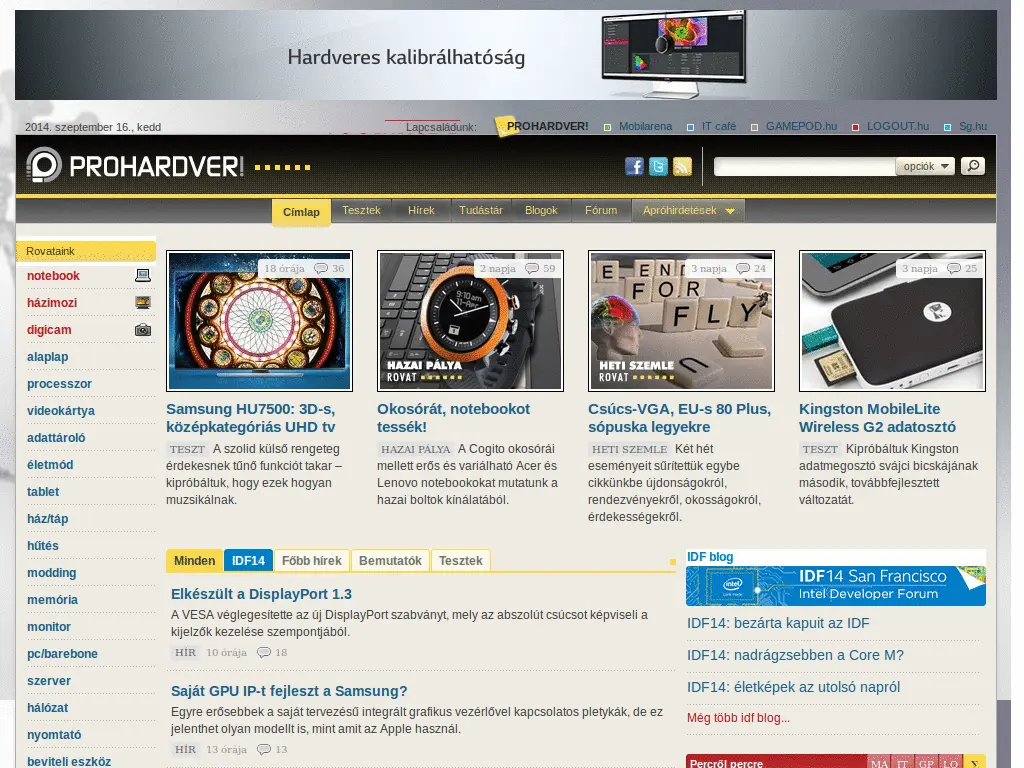 Hardveres kalibrálhatóság
2014. szeptember 16., kedd
Lapcsaládunk: PROHARDVER! Mobilarena IT café GAMEPOD.hu LOGOUT.hu Sg.hu
PROHARDVER!
opciók
Címlap Tesztek Hírek Tudástár Blogok Fórum Apróhirdetések
Rovataink
notebook
házimozi
digicam
alaplap
processzor
videokártya
adattároló
életmód
tablet
ház/táp
hűtés
modding
memória
monitor
pc/barebone
szerver
hálózat
nyomtató
beviteli eszköz
18 órája 36
Samsung HU7500: 3D-s,
középkategóriás UHD tv
TESZT A szolid külső rengeteg
érdekesnek tűnő funkciót takar –
kipróbáltuk, hogy ezek hogyan
muzsikálnak.
2 napja 59
9:10am
11-Apr
HAZAI PÁLYA
ROVAT
Okosórát, notebookot
tessék!
HAZAI PÁLYA A Cogito okosórái
mellett erős és variálható Acer és
Lenovo notebookokat mutatunk a
hazai boltok kínálatából.
3 napja 24
E END
FOR
FLY
HETI SZEMLE
ROVAT
Csúcs-VGA, EU-s 80 Plus,
sópuska legyekre
HETI SZEMLE Két hét
eseményeit sűrítettük egybe
cikkünkbe újdonságokról,
rendezvényekről, okosságokról,
érdekességekről.
3 napja 25
Kingston MobileLite
Wireless G2 adatosztó
TESZT Kipróbáltuk Kingston
adatmegosztó svájci bicskájának
második, továbbfejlesztett
változatát.
Minden IDF14 Főbb hírek Bemutatók Tesztek
Elkészült a DisplayPort 1.3
A VESA véglegesítette az új DisplayPort szabványt, mely az abszolút csúcsot képviseli a
kijelzők kezelése szempontjából.
HÍR 10 órája 18
Saját GPU IP-t fejleszt a Samsung?
Egyre erősebbek a saját tervezésű integrált grafikus vezérlővel kapcsolatos pletykák, de ez
jelenthet olyan modellt is, mint amit az Apple használ.
HÍR 13 órája 13
IDF blog
intel
IDF14 San Francisco
Intel Developer Forum
IDF14: bezárta kapuit az IDF
IDF14: nadrágzsebben a Core M?
IDF14: életképek az utolsó napról
Még több idf blog...
Percről percre MA IT GP LO Σ